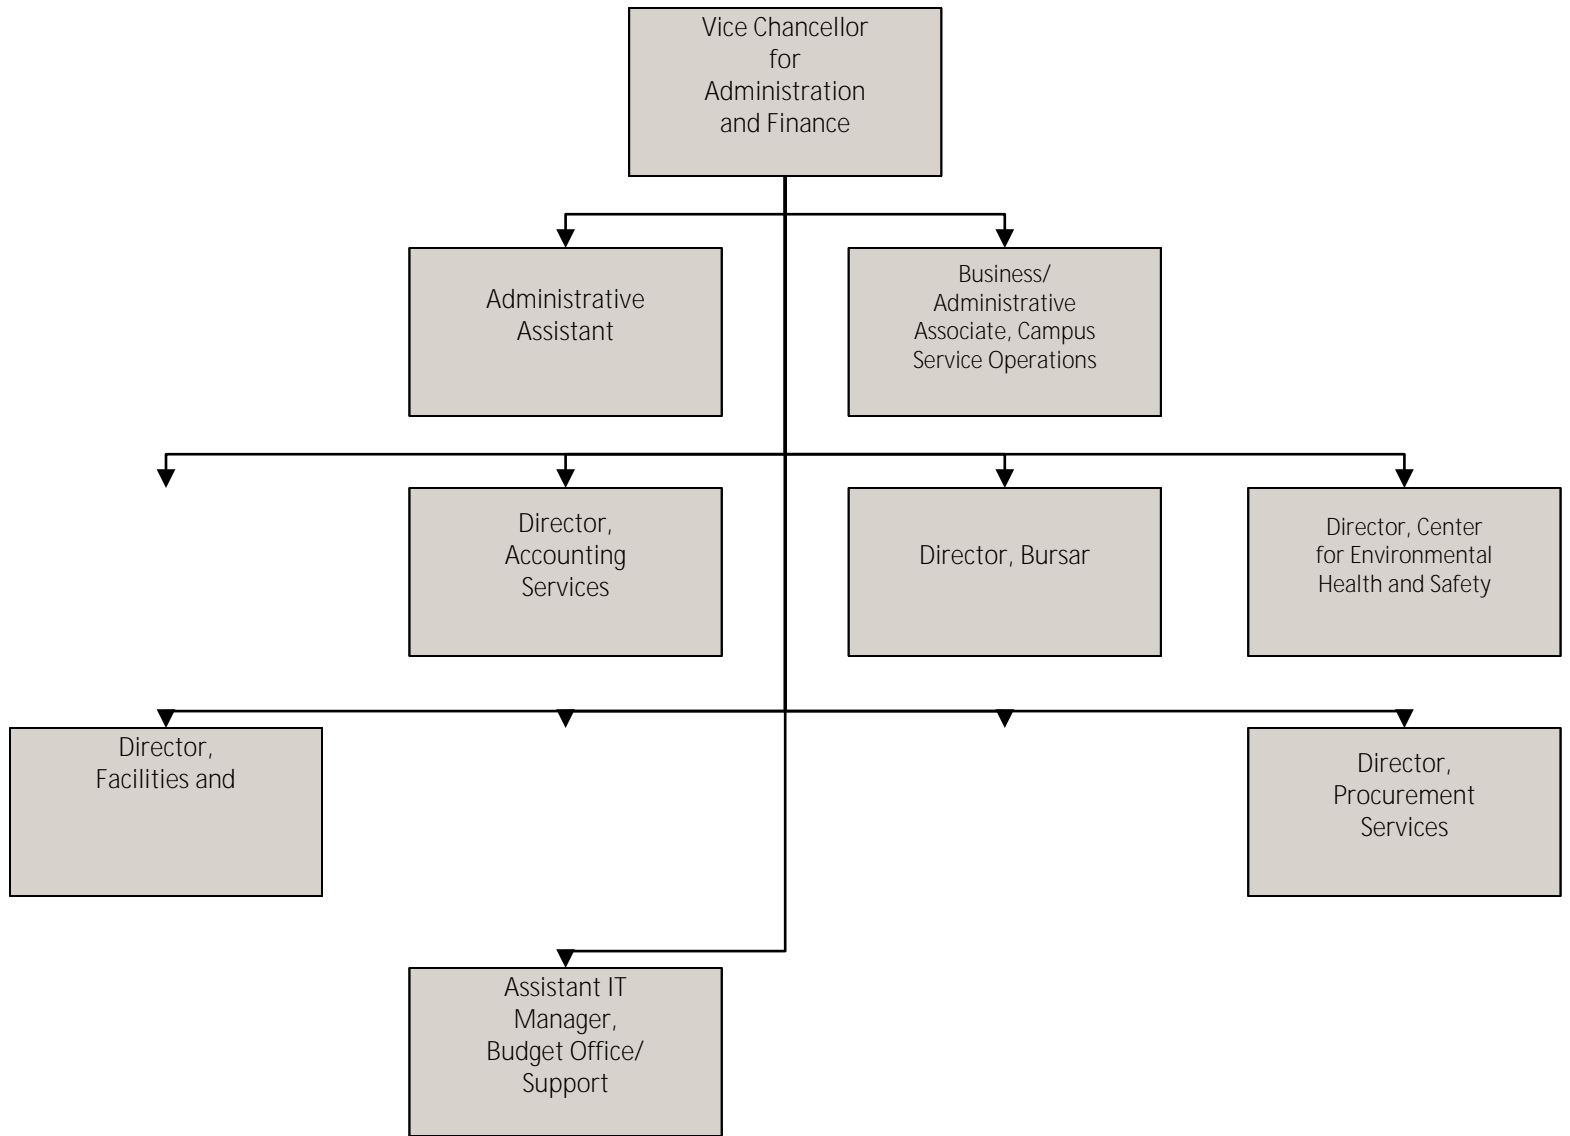 Vice Chancellor
for
Administration
and Finance
Administrative
Assistant
Business/
Administrative
Associate, Campus
Service Operations
Director,
Accounting
Services
Director, Bursar
Director, Center
for Environmental
Health and Safety
Director,
Facilities and
Director,
Procurement
Services
Assistant IT
Manager,
Budget Office/
Support